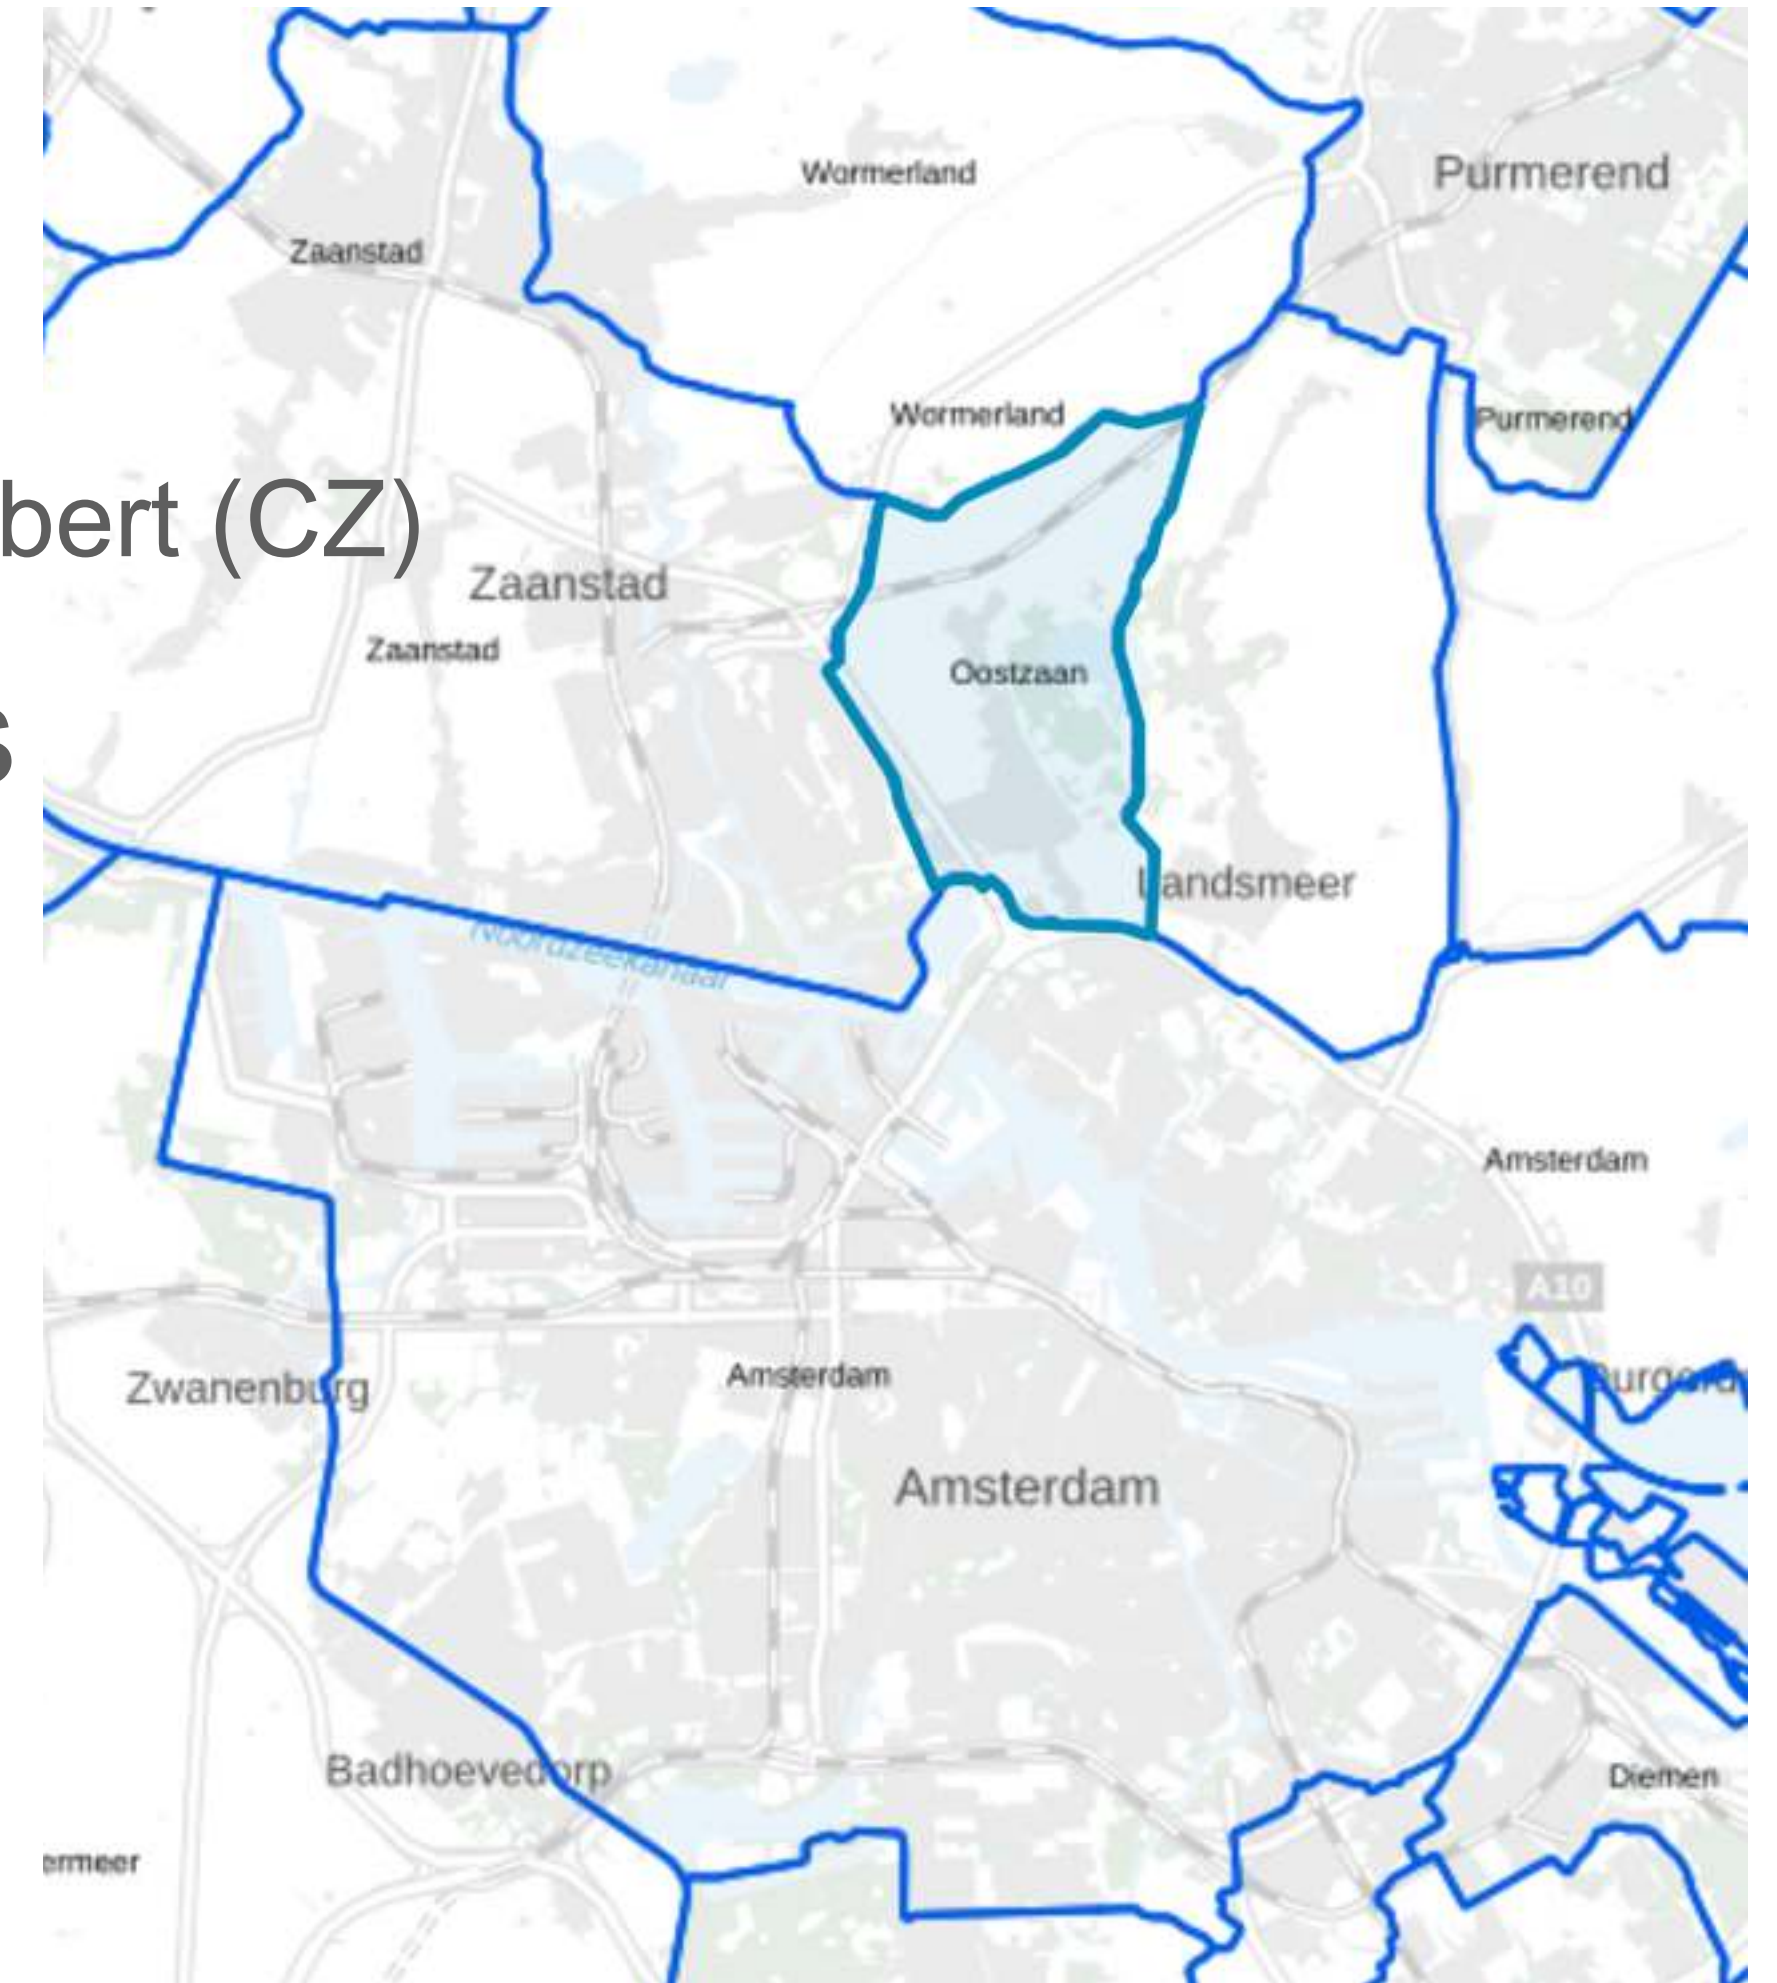 Wormerland
Purmerend
Zaanstad
Wormerland
Purmerend
bert (CZ)
Zaanstad
Zaanstad
Oostzaan
s
Landsmeer
Noordzeekanaal
Amsterdam
A10
Zwanenburg
Amsterdam
Amsterdam
Badhoevedorp
Diemen
ermeer